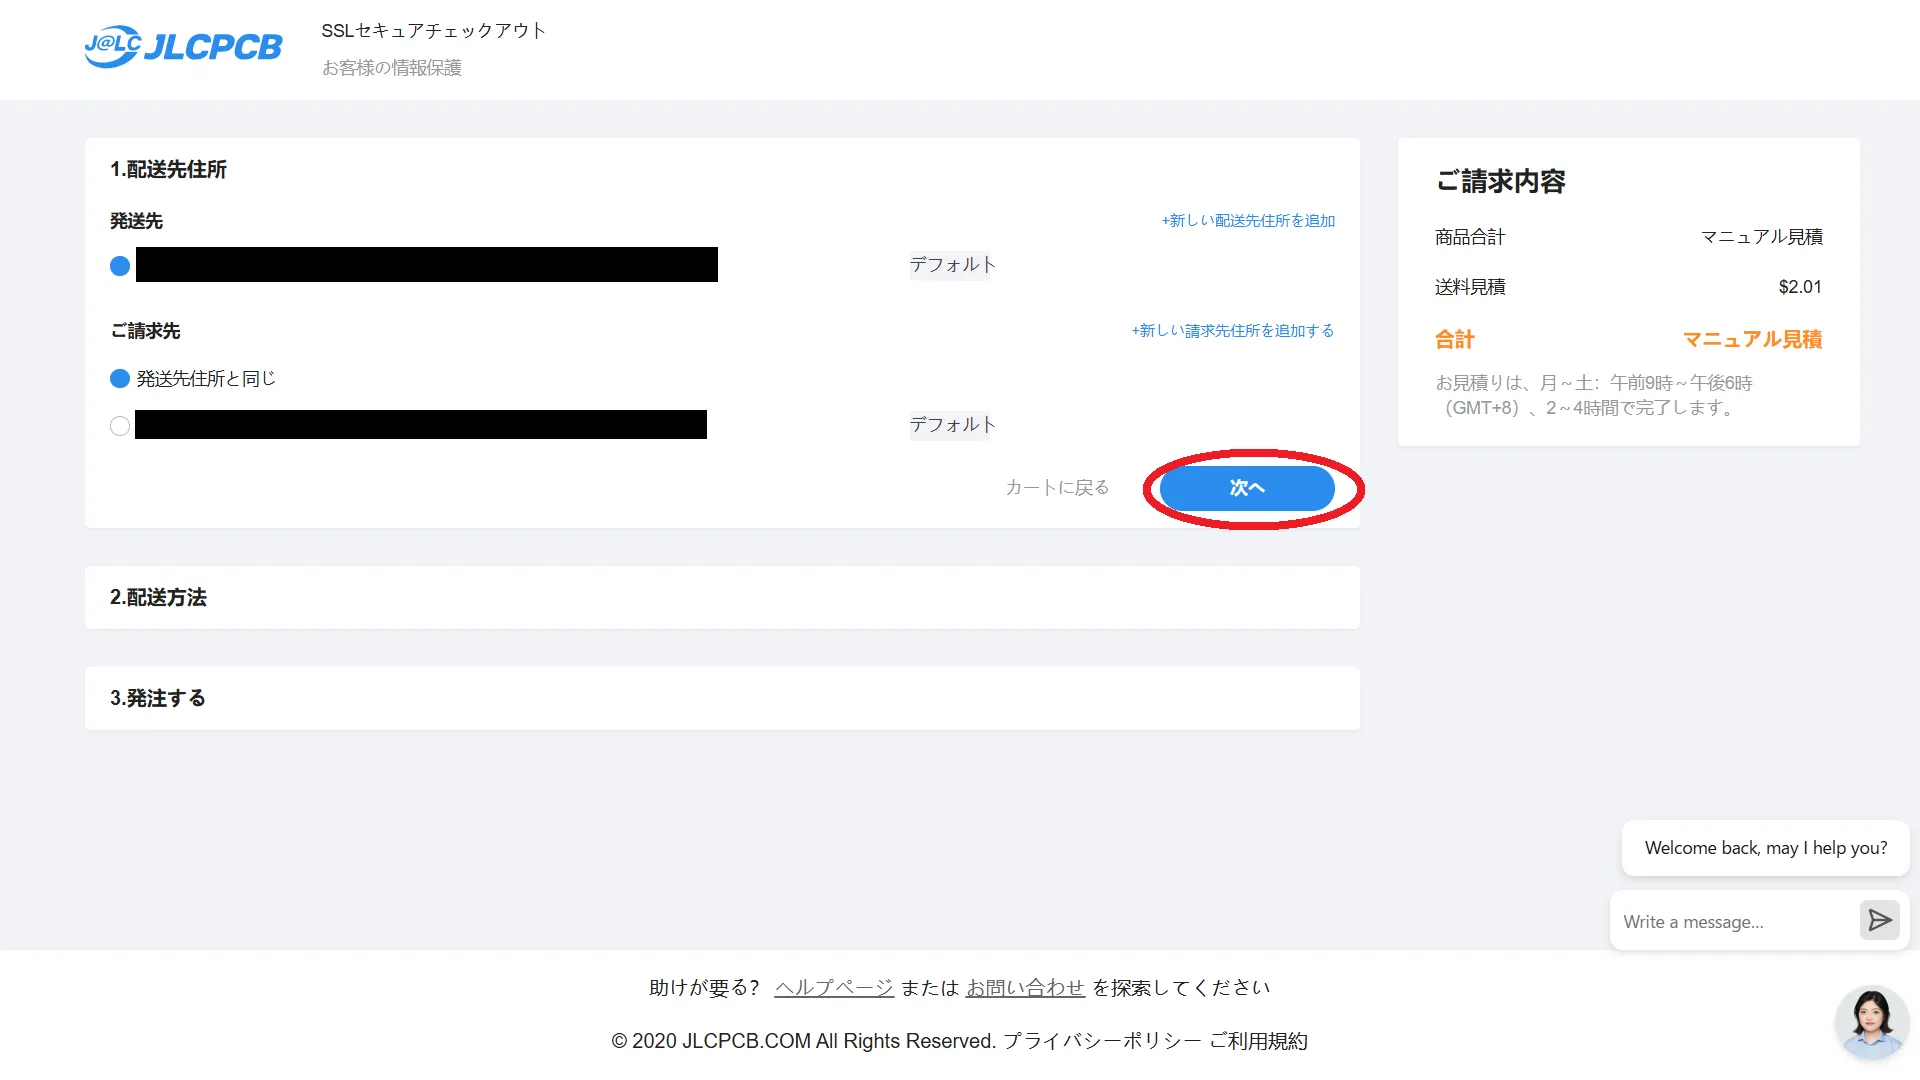 J@LC JLCPCB
SSLセキュアチェックアウト
お客様の情報保護
1.配送先住所
発送先
+新しい配送先住所を追加
デフォルト
ご請求先
+新しい請求先住所を追加する
発送先住所と同じ
デフォルト
カートに戻る
次へ
2.配送方法
3.発注する
ご請求内容
商品合計 マニュアル見積
送料見積 $2.01
合計 マニュアル見積
お見積りは、月～土：午前9時～午後6時
（GMT+8）、2～4時間で完了します。
Welcome back, may I help you?
Write a message...
助けが要る？ ヘルプページ または お問い合わせ を探索してください
© 2020 JLCPCB.COM All Rights Reserved. プライバシーポリシー ご利用規約